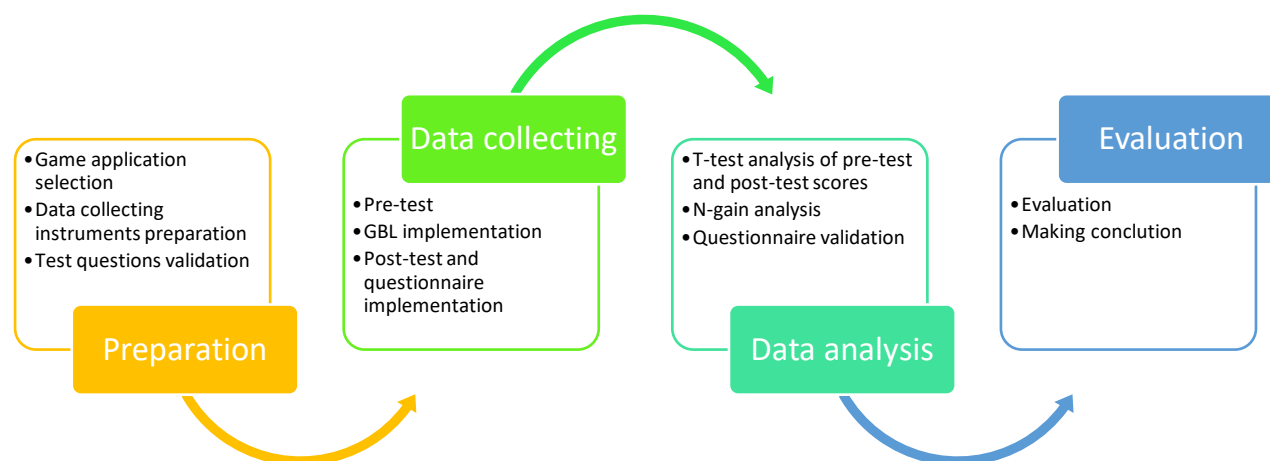 Preparation
•Game application
selection
•Data collecting
instruments preparation
•Test questions validation
Data collecting
•Pre-test
•GBL implementation
•Post-test and
questionnaire
implementation
•T-test analysis of pre-test
and post-test scores
•N-gain analysis
•Questionnaire validation
Data analysis
Evaluation
•Evaluation
•Making conclution